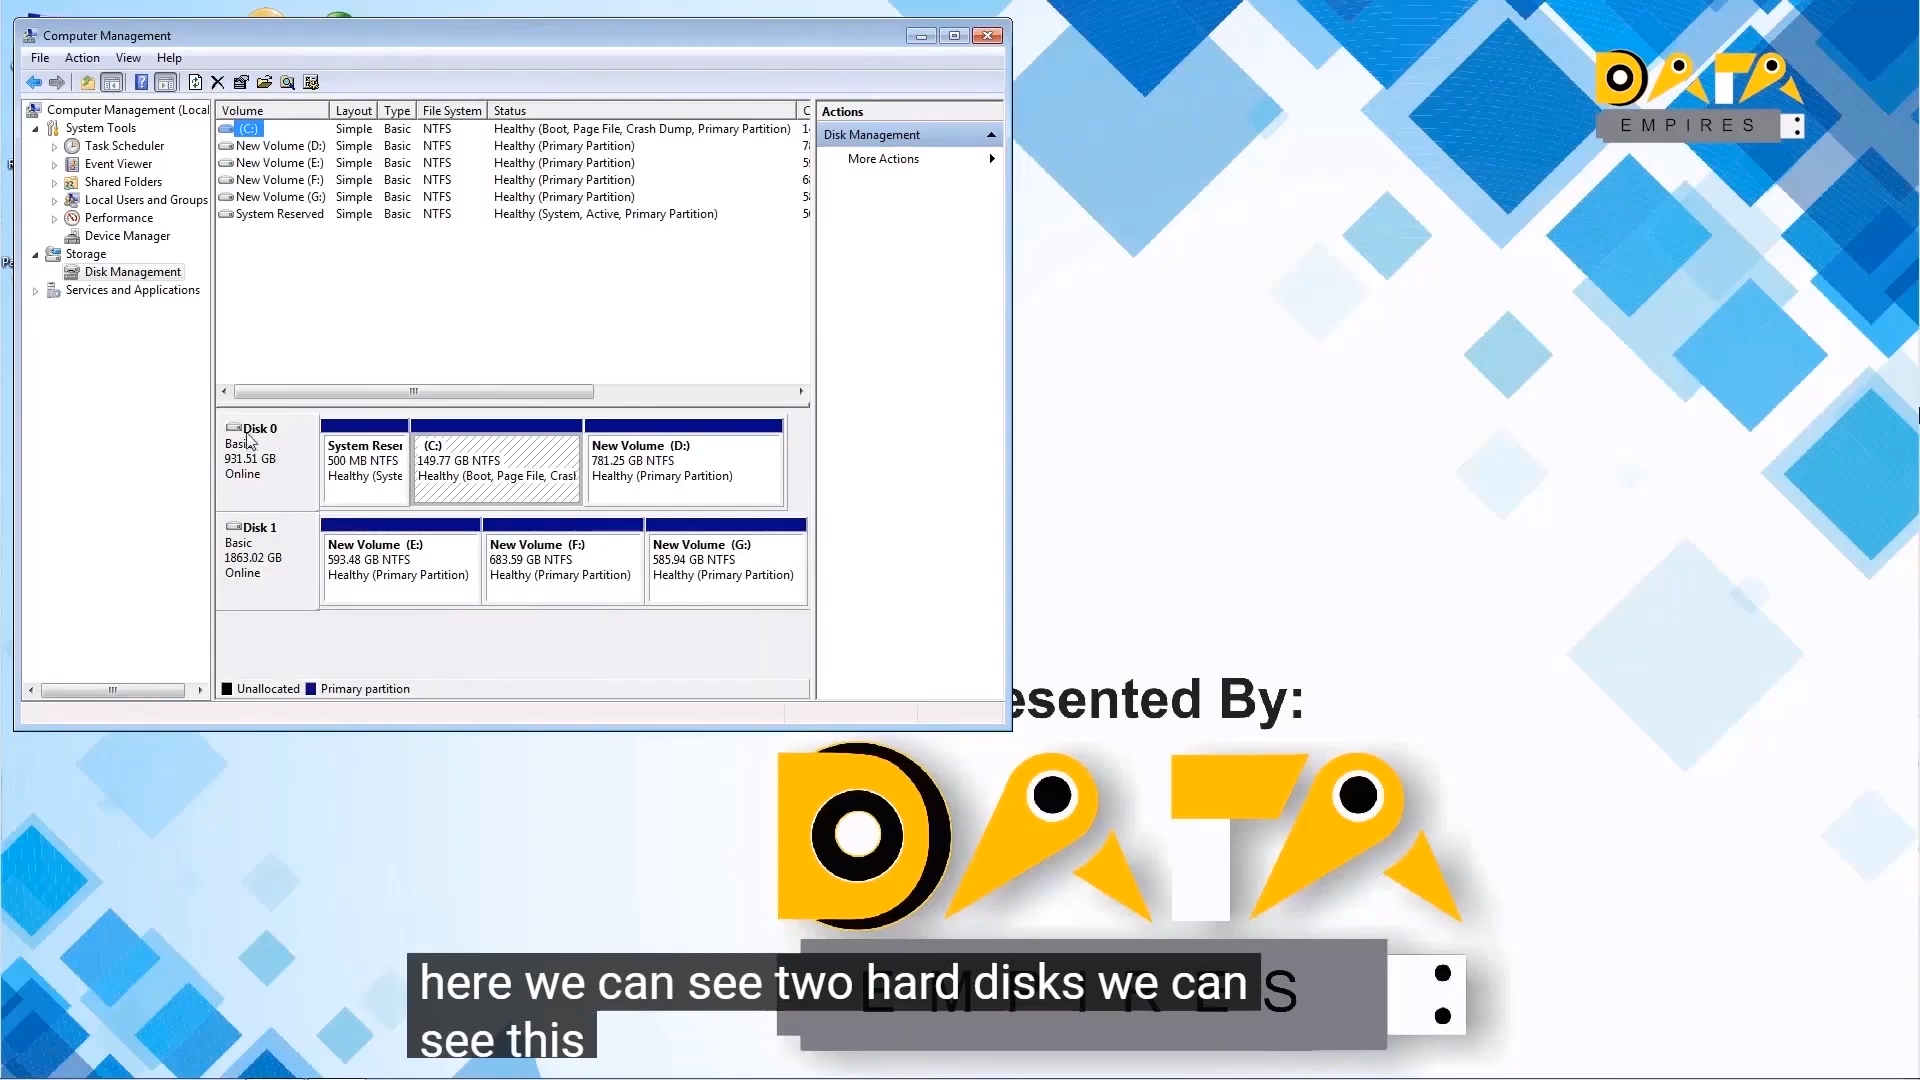 Computer Management
File Action View Help
Computer Management (Local
System Tools
Task Scheduler
Event Viewer
Shared Folders
Local Users and Groups
Performance
Device Manager
Storage
Disk Management
Services and Applications
Volume Layout Type File System Status
(C:) Simple Basic NTFS Healthy (Boot, Page File, Crash Dump, Primary Partition)
New Volume (D:) Simple Basic NTFS Healthy (Primary Partition)
New Volume (E:) Simple Basic NTFS Healthy (Primary Partition)
New Volume (F:) Simple Basic NTFS Healthy (Primary Partition)
New Volume (G:) Simple Basic NTFS Healthy (Primary Partition)
System Reserved Simple Basic NTFS Healthy (System, Active, Primary Partition)
Actions
Disk Management
More Actions
Disk 0
Basic
931.51 GB
Online
System Reser
500 MB NTFS
Healthy (Syste
(C:)
149.77 GB NTFS
Healthy (Boot, Page File, Crash
New Volume (D:)
781.25 GB NTFS
Healthy (Primary Partition)
Disk 1
Basic
1863.02 GB
Online
New Volume (E:)
593.48 GB NTFS
Healthy (Primary Partition)
New Volume (F:)
683.59 GB NTFS
Healthy (Primary Partition)
New Volume (G:)
585.94 GB NTFS
Healthy (Primary Partition)
Unallocated Primary partition
DATA
EMPIRES
esented By:
DATA
EMPIRES
here we can see two hard disks we can
see this